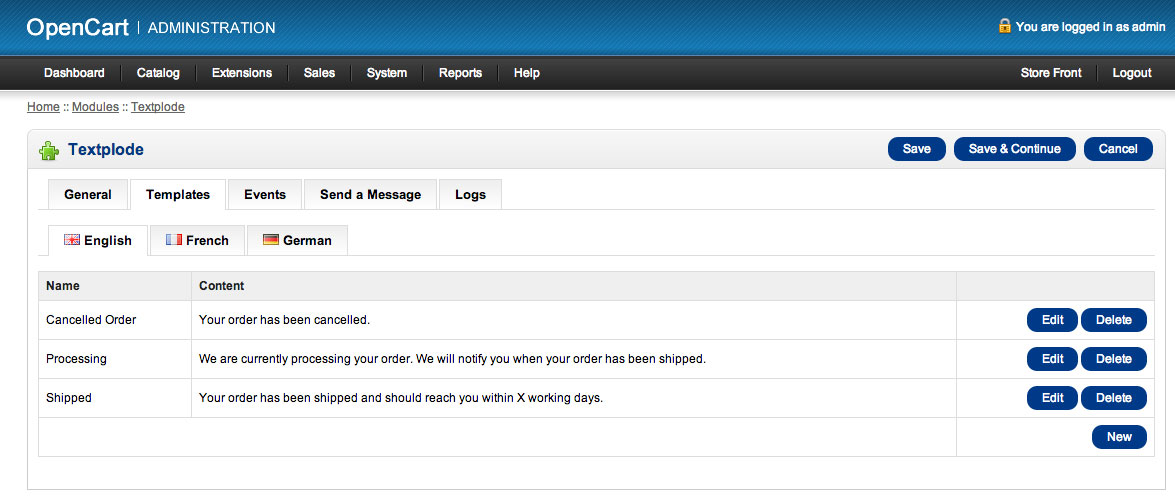 OpenCart | ADMINISTRATION You are logged in as admin
Dashboard Catalog Extensions Sales System Reports Help Store Front Logout
Home :: Modules :: Textplode
Textplode Save Save & Continue Cancel
General Templates Events Send a Message Logs
English French German
Name Content
Cancelled Order Your order has been cancelled. Edit Delete
Processing We are currently processing your order. We will notify you when your order has been shipped. Edit Delete
Shipped Your order has been shipped and should reach you within X working days. Edit Delete
New